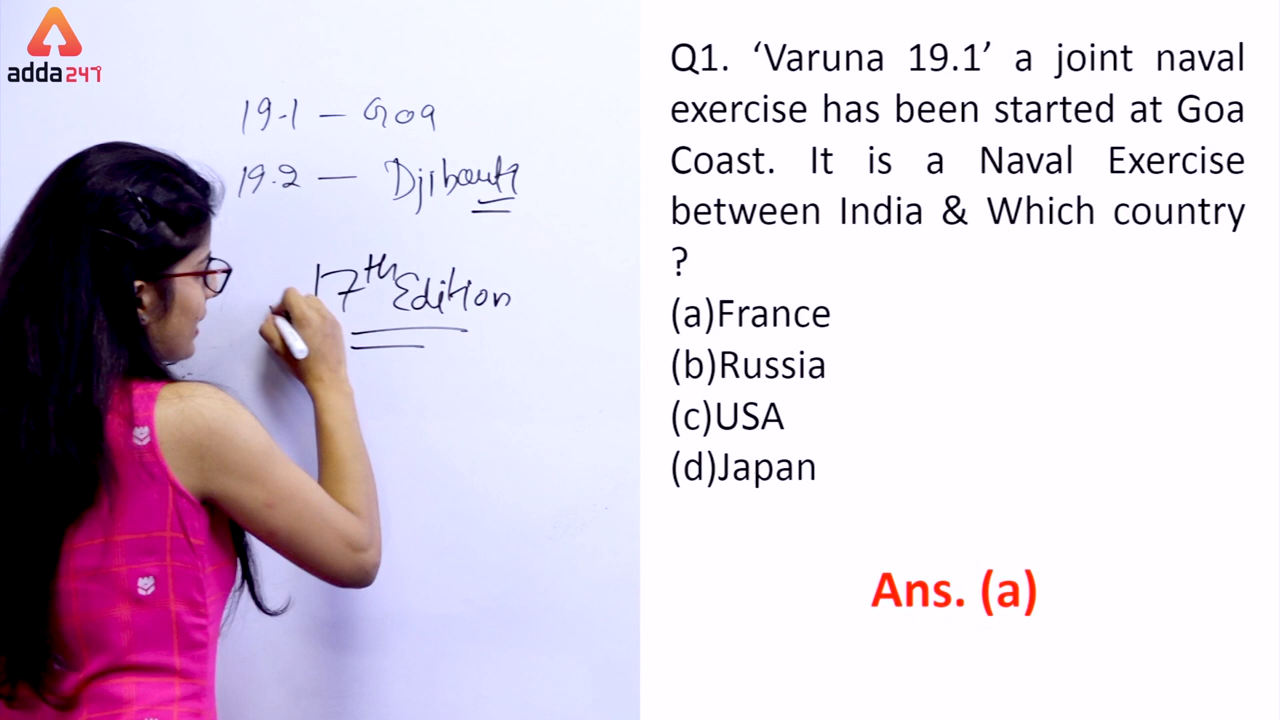 adda247
19.1 — Goa
19.2 — Djibouti
17th Edition
Q1. ‘Varuna 19.1’ a joint naval
exercise has been started at Goa
Coast. It is a Naval Exercise
between India & Which country
?
(a)France
(b)Russia
(c)USA
(d)Japan
Ans. (a)